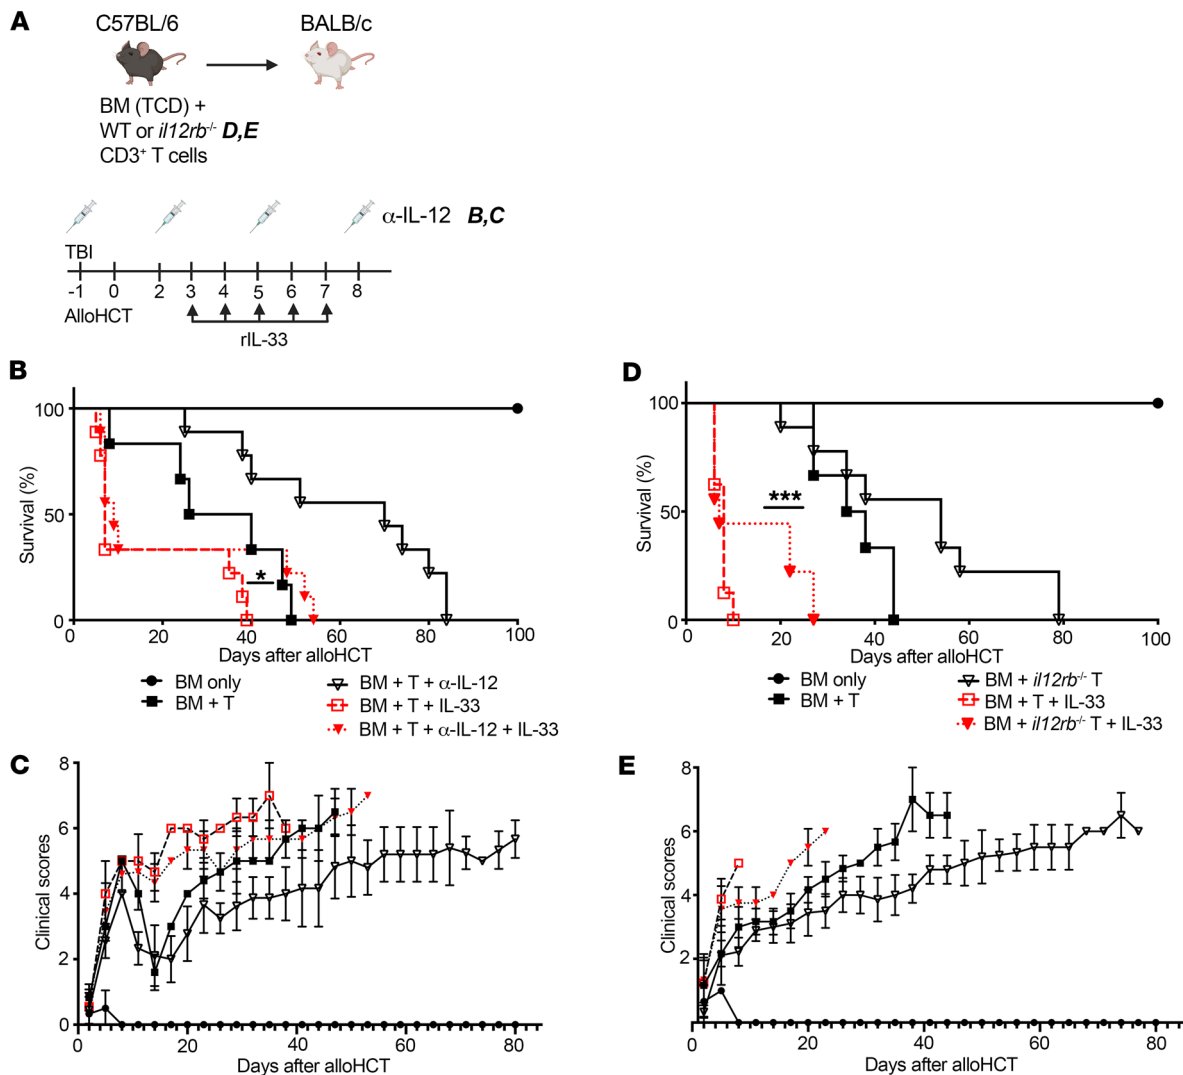 A
C57BL/6
BALB/c
BM (TCD) +
WT or il12rb-/- D,E
CD3+ T cells
α-IL-12 B,C
TBI
-1 0 2 3 4 5 6 7 8
AlloHCT
rIL-33
B
100
50
0
Survival (%)
*
0 20 40 60 80 100
Days after alloHCT
BM only
BM + T
BM + T + α-IL-12
BM + T + IL-33
BM + T + α-IL-12 + IL-33
D
100
50
0
Survival (%)
***
0 20 40 60 80 100
Days after alloHCT
BM only
BM + T
BM + il12rb-/- T
BM + T + IL-33
BM + il12rb-/- T + IL-33
C
8
6
4
2
0
Clinical scores
0 20 40 60 80
Days after alloHCT
E
8
6
4
2
Clinical scores
0 20 40 60 80
Days after alloHCT